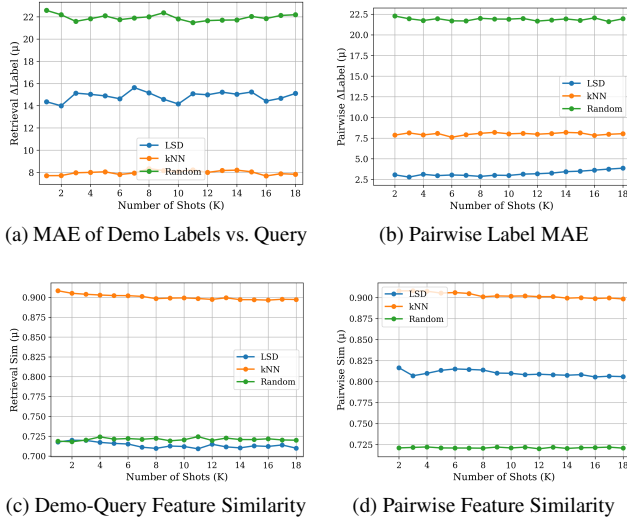 22
20
18
16
14
12
10
8
Retrieval ΔLabel (μ)
LSD
kNN
Random
2 4 6 8 10 12 14 16 18
Number of Shots (K)
(a) MAE of Demo Labels vs. Query
22.5
20.0
17.5
15.0
12.5
10.0
7.5
5.0
2.5
Pairwise ΔLabel (μ)
LSD
kNN
Random
2 4 6 8 10 12 14 16 18
Number of Shots (K)
(b) Pairwise Label MAE
0.900
0.875
0.850
0.825
0.800
0.775
0.750
0.725
0.700
Retrieval Sim (μ)
LSD
kNN
Random
2 4 6 8 10 12 14 16 18
Number of Shots (K)
(c) Demo-Query Feature Similarity
0.900
0.875
0.850
0.825
0.800
0.775
0.750
0.725
Pairwise Sim (μ)
LSD
kNN
Random
2 4 6 8 10 12 14 16 18
Number of Shots (K)
(d) Pairwise Feature Similarity